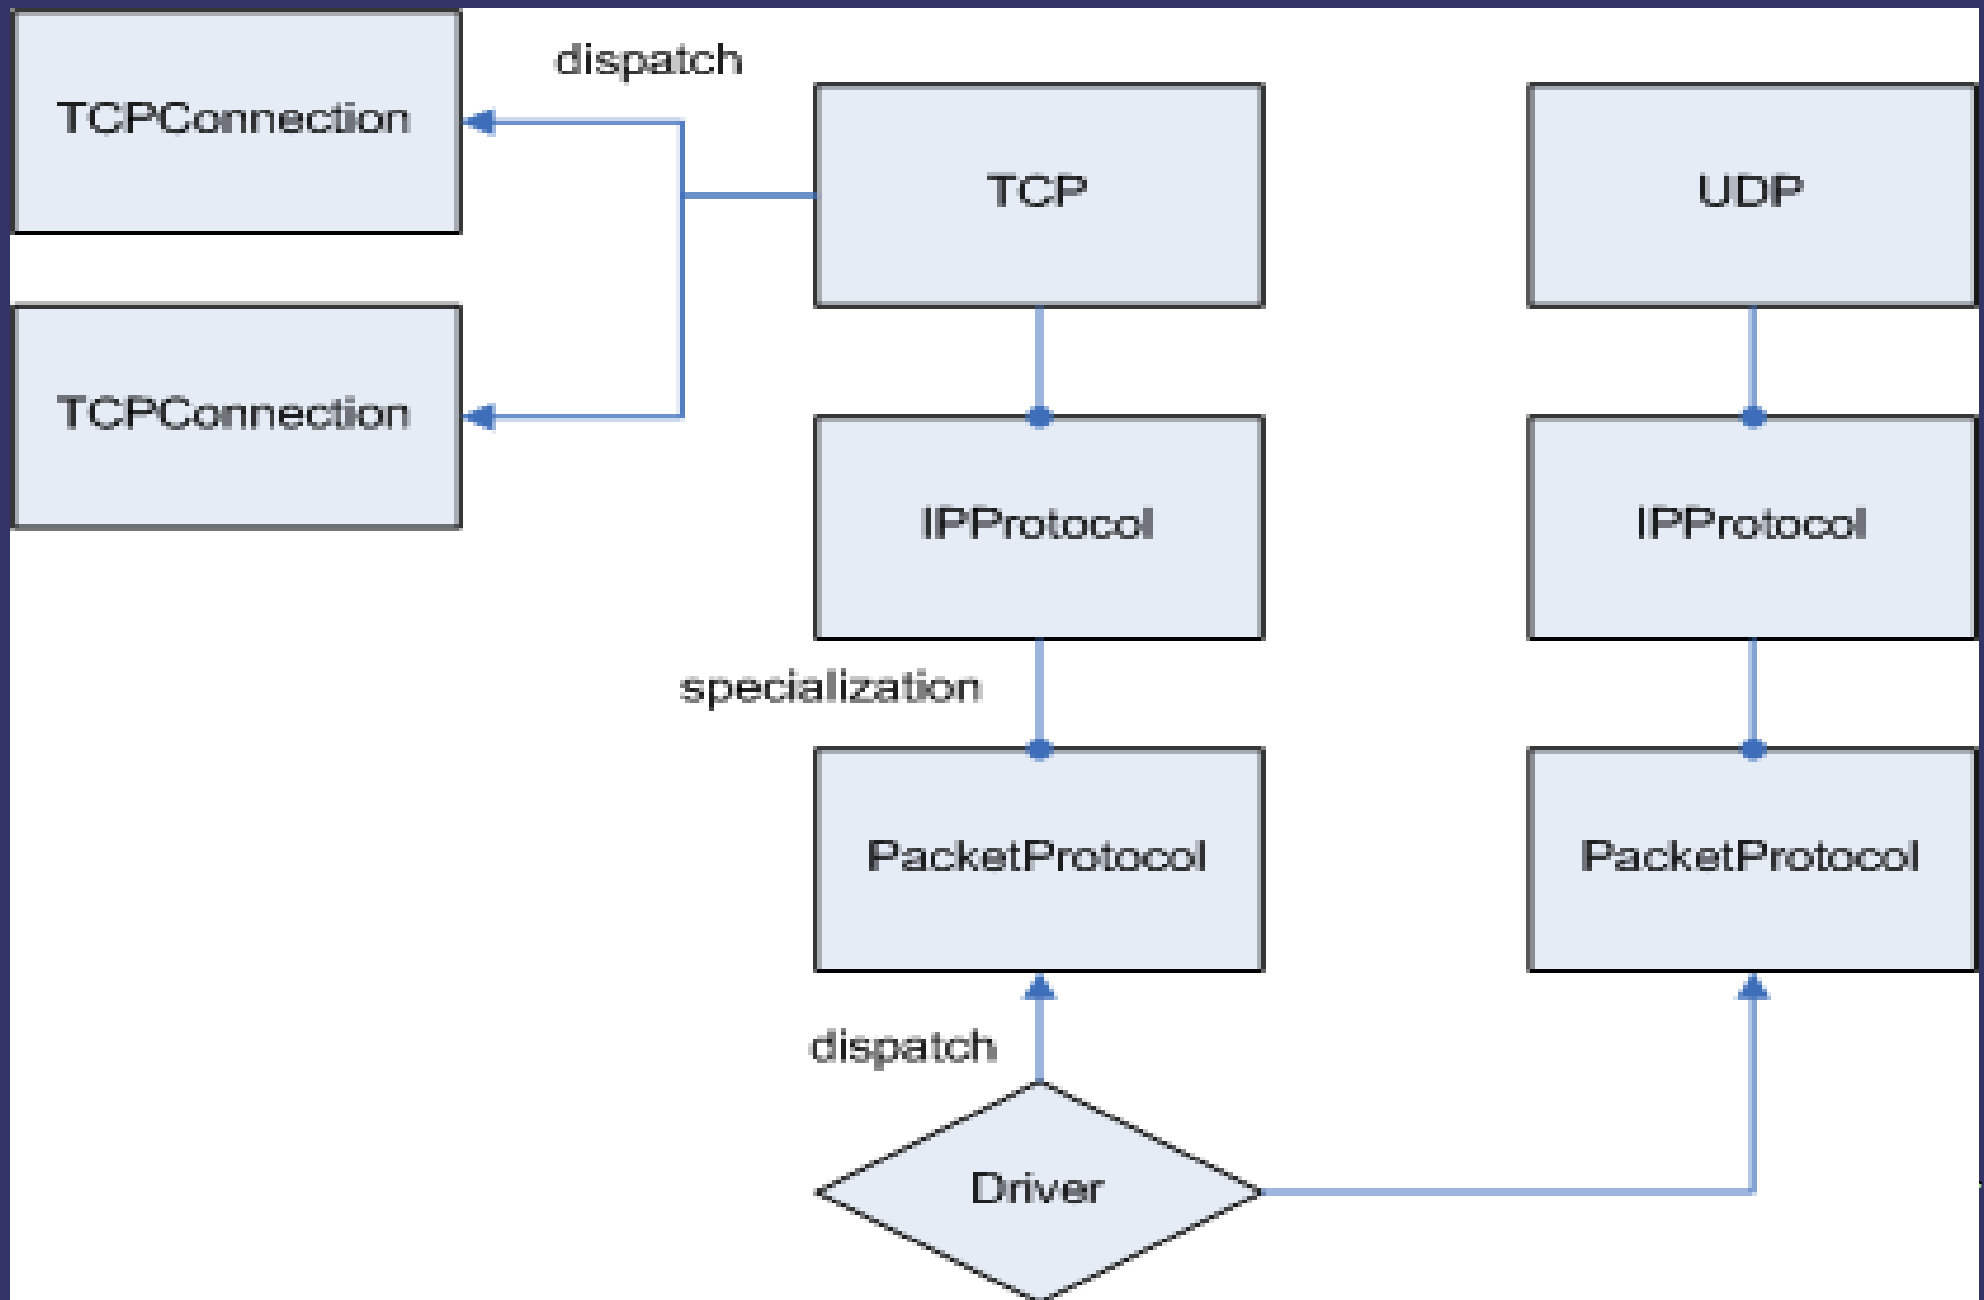 dispatch
TCPConnection
TCP
UDP
TCPConnection
IPProtocol
IPProtocol
specialization
PacketProtocol
PacketProtocol
dispatch
Driver